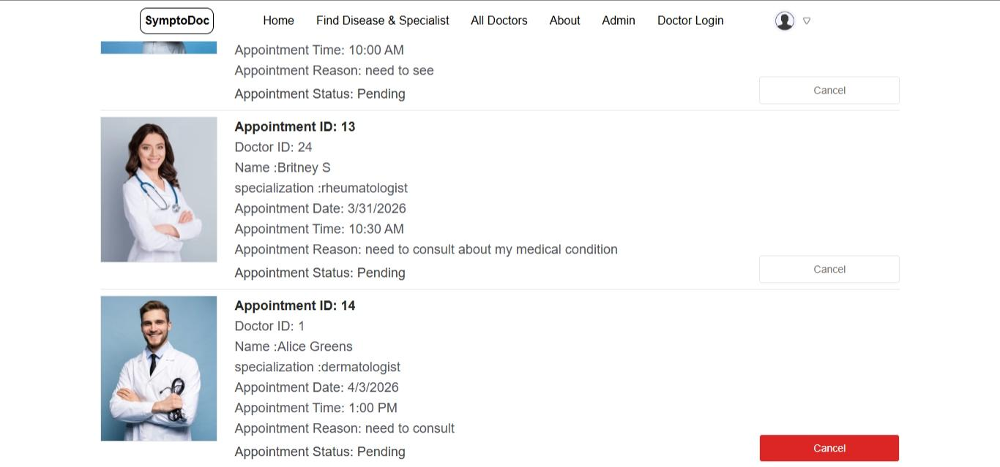 SymptoDoc Home Find Disease & Specialist All Doctors About Admin Doctor Login
Appointment Time: 10:00 AM
Appointment Reason: need to see
Appointment Status: Pending
Cancel
Appointment ID: 13
Doctor ID: 24
Name :Britney S
specialization :rheumatologist
Appointment Date: 3/31/2026
Appointment Time: 10:30 AM
Appointment Reason: need to consult about my medical condition
Appointment Status: Pending
Cancel
Appointment ID: 14
Doctor ID: 1
Name :Alice Greens
specialization :dermatologist
Appointment Date: 4/3/2026
Appointment Time: 1:00 PM
Appointment Reason: need to consult
Appointment Status: Pending
Cancel